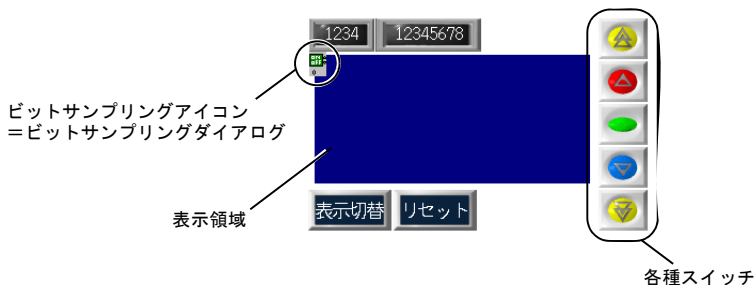 1234 12345678
ON
OFF
ビットサンプリングアイコン
＝ビットサンプリングダイアログ
表示領域
表示切替 リセット
各種スイッチ